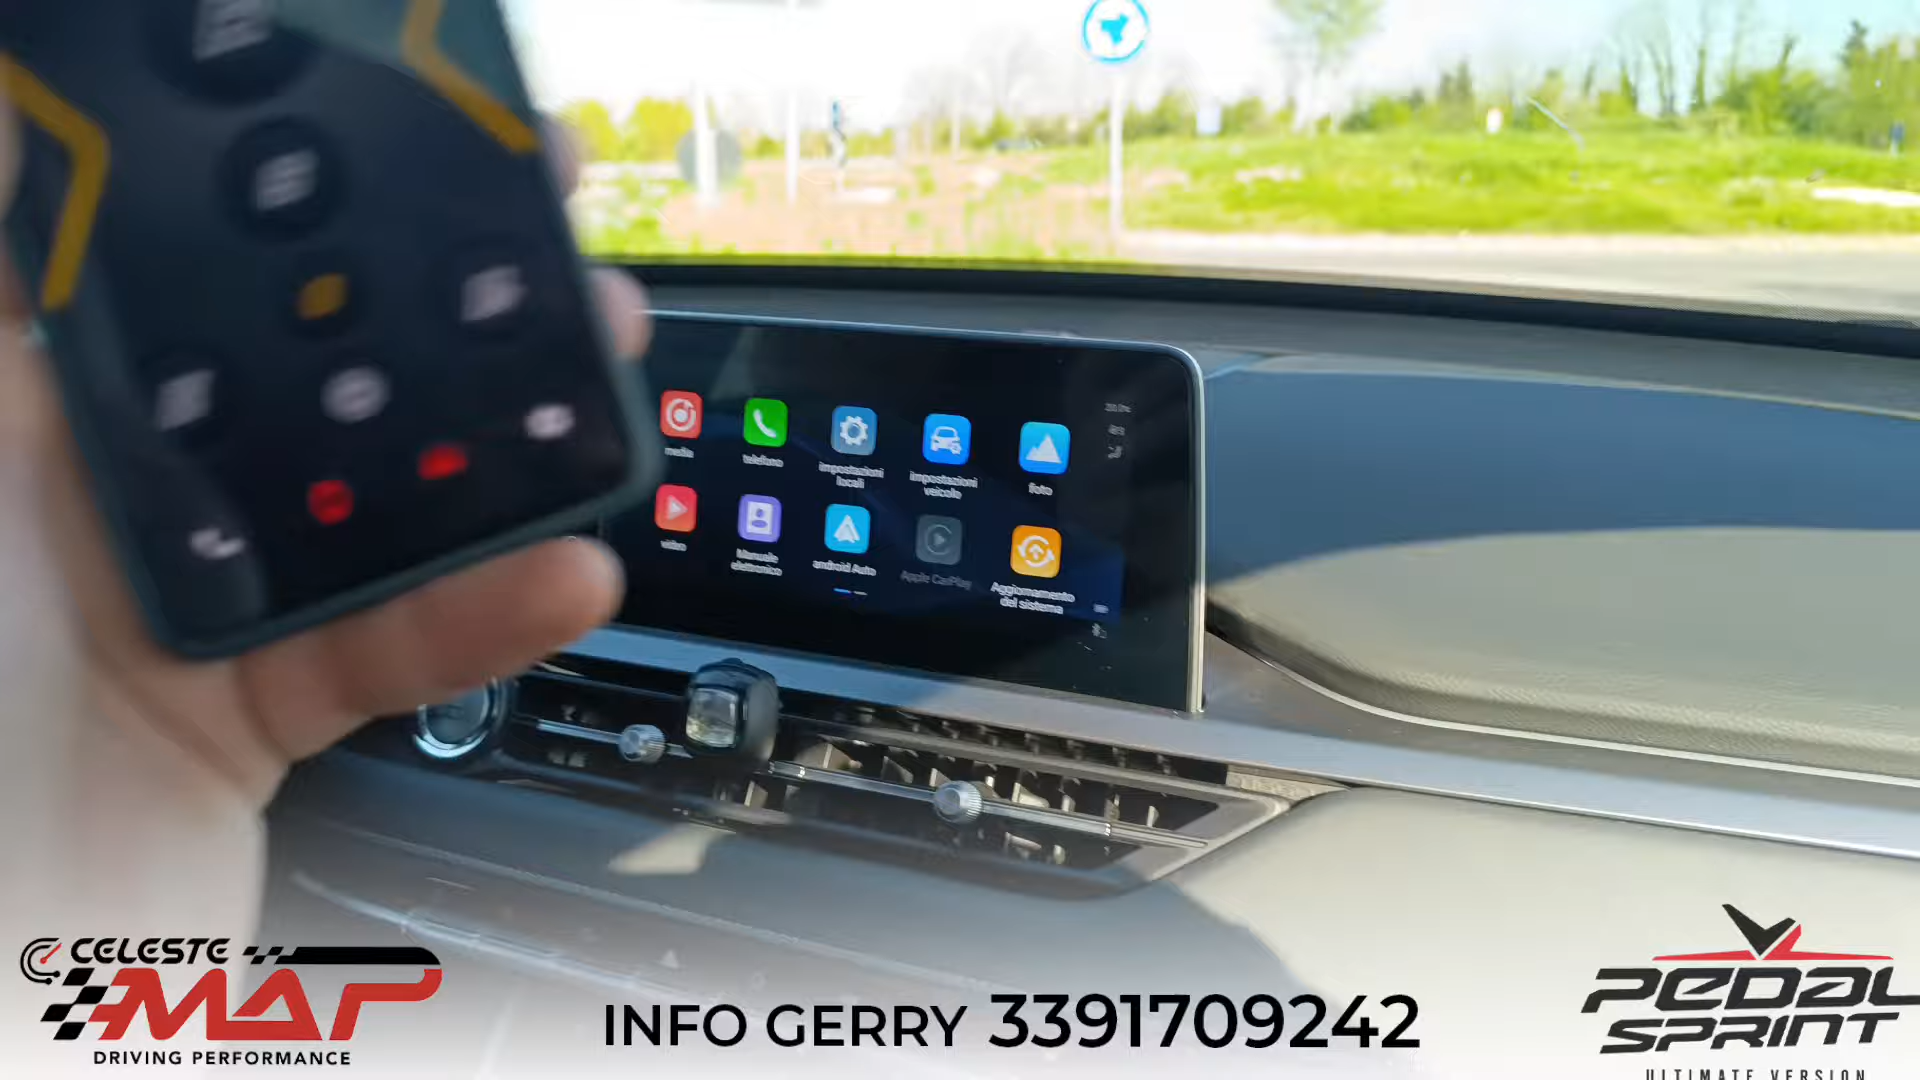 media
telefono
impostazioni
locali
impostazioni
veicolo
foto
video
Manuale
elettronico
android Auto
Apple CarPlay
Aggiornamento
del sistema
CELESTE
MAP
DRIVING PERFORMANCE
INFO GERRY 3391709242
PEDAL
SPRINT
ULTIMATE VERSION